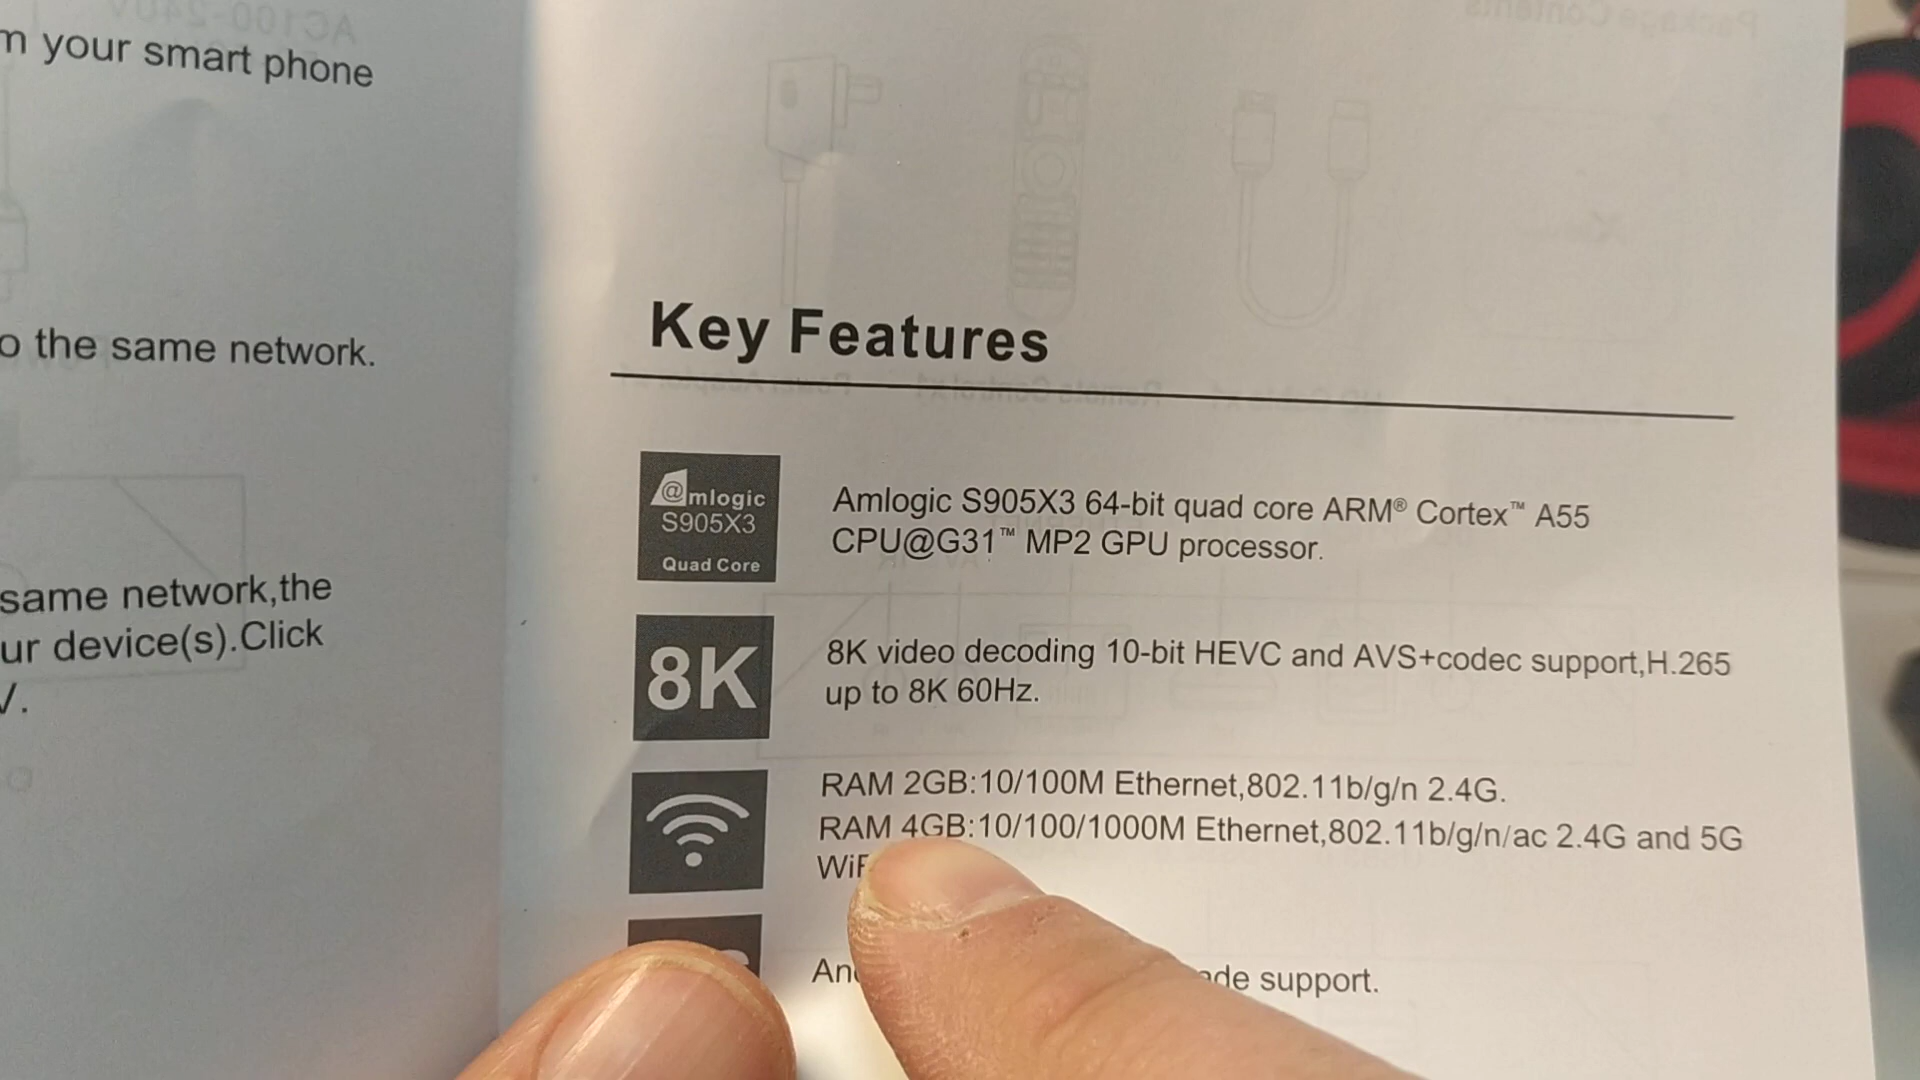 m your smart phone
o the same network.
same network,the
ur device(s).Click
Key Features
@mlogic
S905X3
Quad Core
Amlogic S905X3 64-bit quad core ARM® Cortex™ A55
CPU@G31™ MP2 GPU processor.
8K
8K video decoding 10-bit HEVC and AVS+codec support,H.265
up to 8K 60Hz.
RAM 2GB:10/100M Ethernet,802.11b/g/n 2.4G.
RAM 4GB:10/100/1000M Ethernet,802.11b/g/n/ac 2.4G and 5G
support.